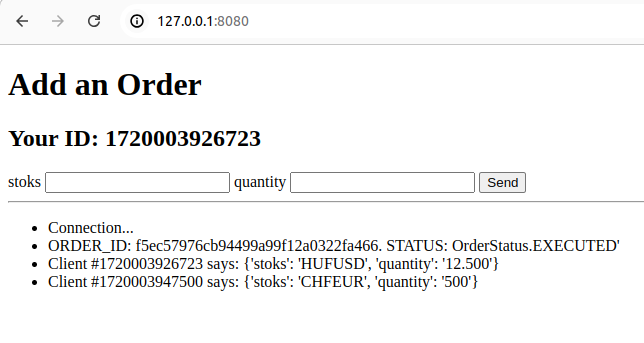 127.0.0.1:8080
Add an Order
Your ID: 1720003926723
stoks quantity Send
Connection...
ORDER_ID: f5ec57976cb94499a99f12a0322fa466. STATUS: OrderStatus.EXECUTED'
Client #1720003926723 says: {'stoks': 'HUFUSD', 'quantity': '12.500'}
Client #1720003947500 says: {'stoks': 'CHFEUR', 'quantity': '500'}